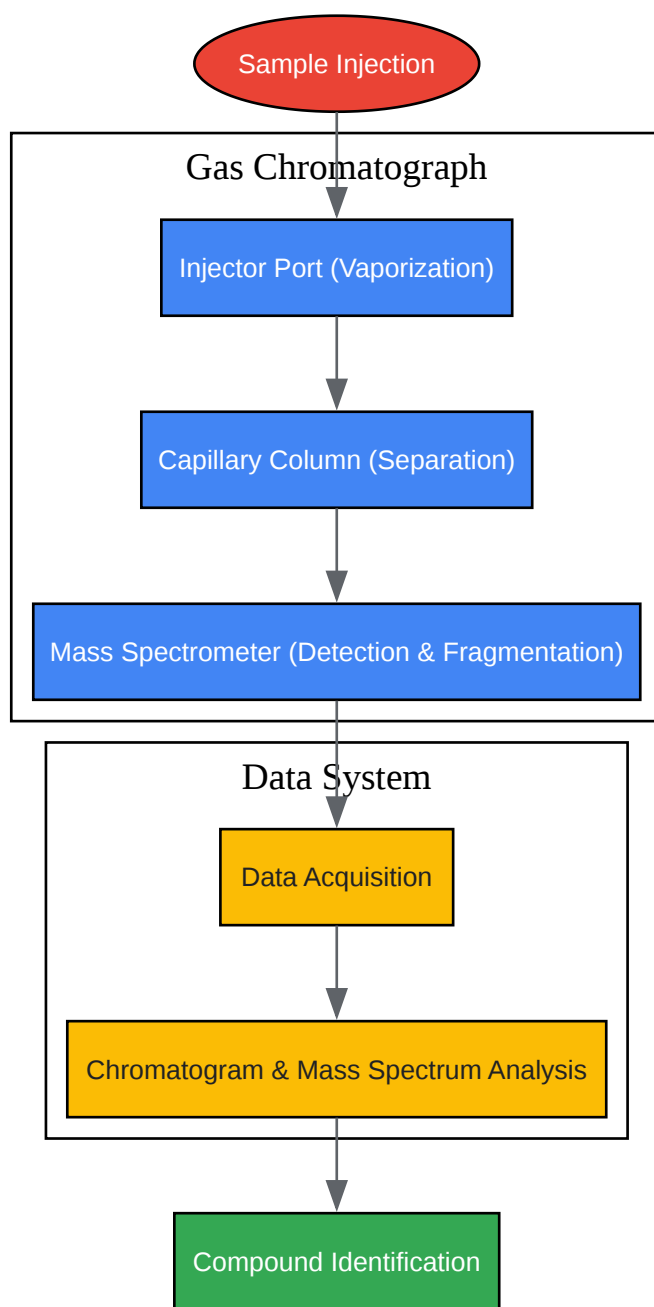 Sample Injection
Gas Chromatograph
Injector Port (Vaporization)
Capillary Column (Separation)
Mass Spectrometer (Detection & Fragmentation)
Data System
Data Acquisition
Chromatogram & Mass Spectrum Analysis
Compound Identification